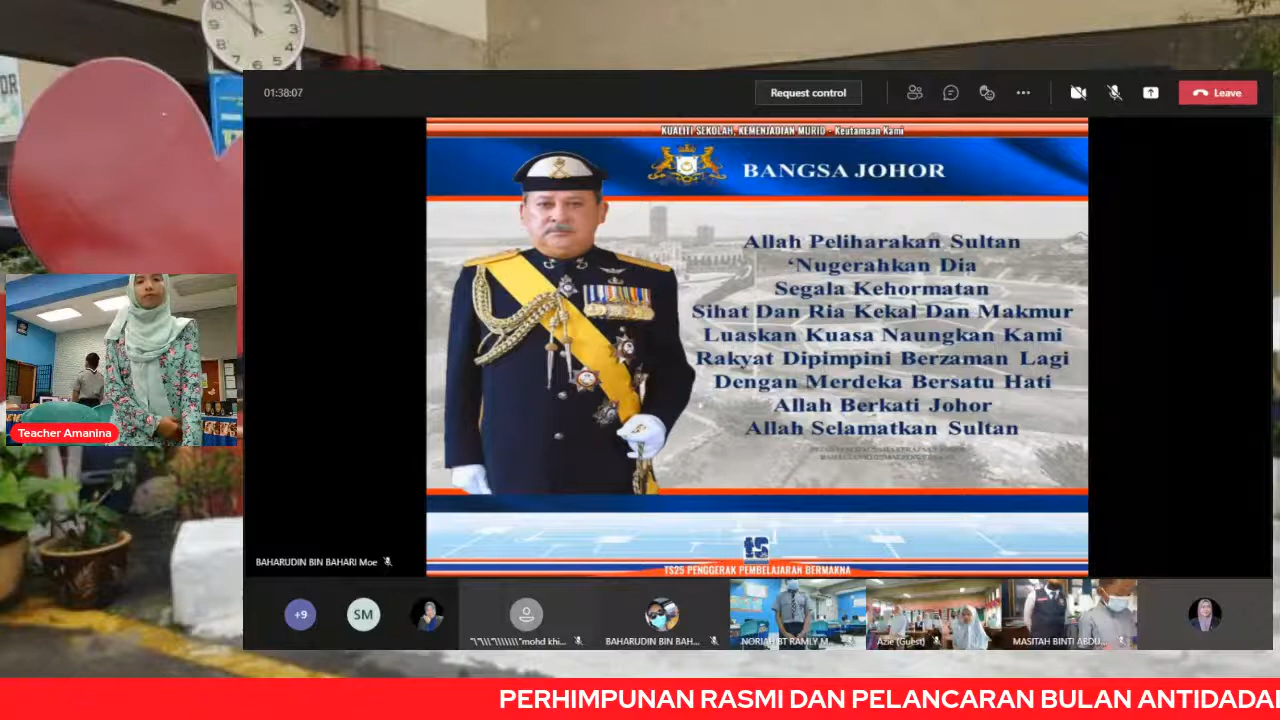 OR
01:38:07
Request control
Leave
KUALITI SEKOLAH, KEMENJADIAN MURID - Keutamaan Kami
BANGSA JOHOR
Allah Peliharakan Sultan
‘Nugerahkan Dia
Segala Kehormatan
Sihat Dan Ria Kekal Dan Makmur
Luaskan Kuasa Naungkan Kami
Rakyat Dipimpini Berzaman Lagi
Dengan Merdeka Bersatu Hati
Allah Berkati Johor
Allah Selamatkan Sultan
Teacher Amanina
BAHARUDIN BIN BAHARI Moe
TS25 PENGGERAK PEMBELAJARAN BERMAKNA
+9
SM
BAHARUDIN BIN BAH...
NORIAH BT RAMLY M...
Azie (Guest)
MASITAH BINTI ABDU...
PERHIMPUNAN RASMI DAN PELANCARAN BULAN ANTIDADA